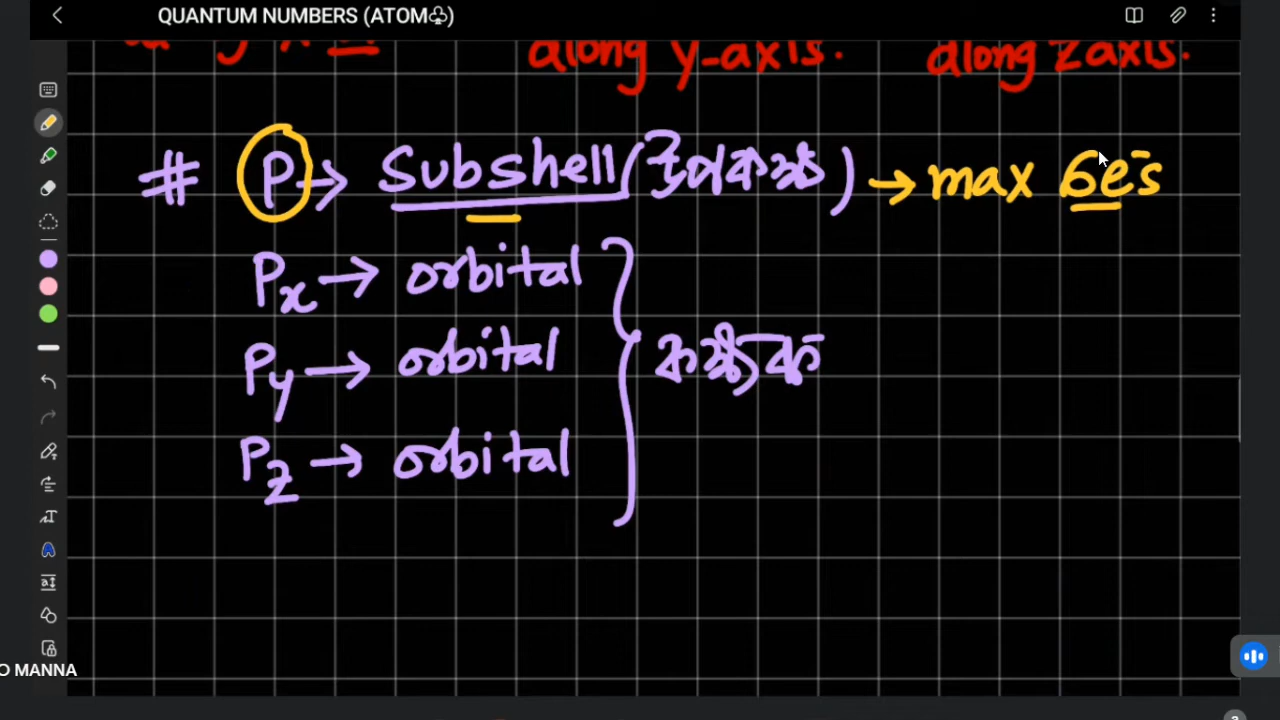 QUANTUM NUMBERS (ATOM♧)
along y-axis.
along z axis.
# P → Subshell (উপকক্ষ) → max 6e⁻s
Px → orbital
Py → orbital
Pz → orbital
কক্ষক
O MANNA